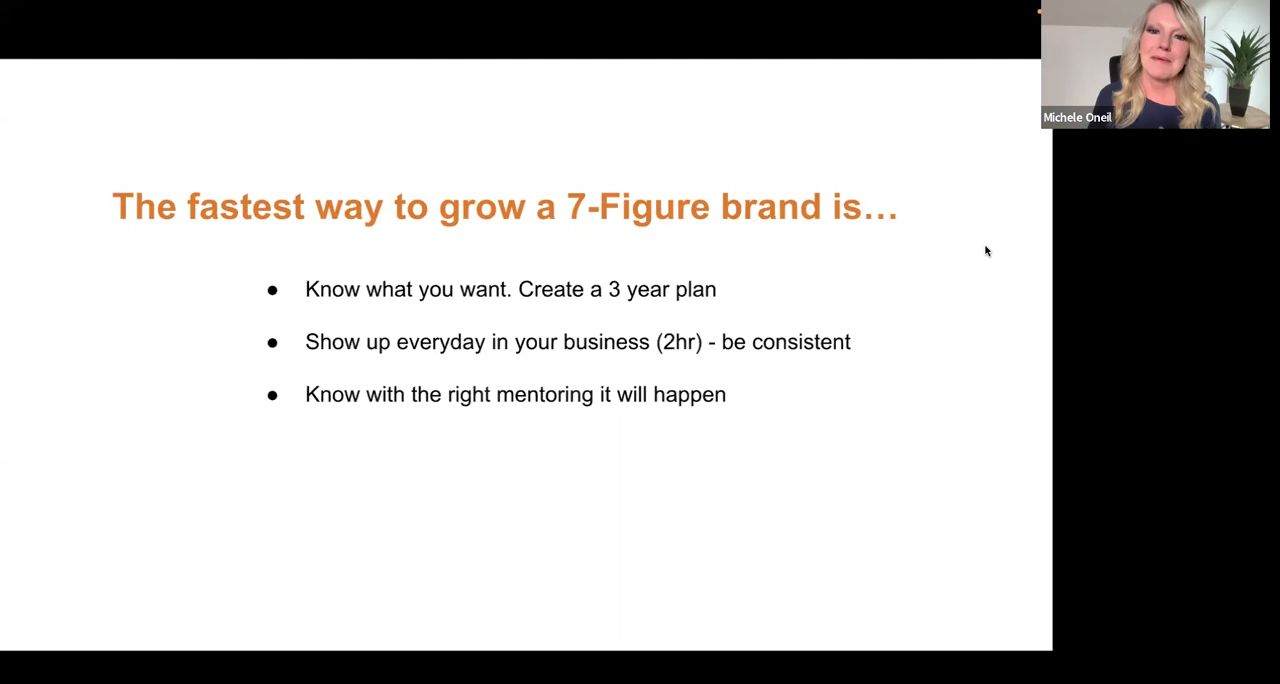 Michele Oneil
The fastest way to grow a 7-Figure brand is…
● Know what you want. Create a 3 year plan
● Show up everyday in your business (2hr) - be consistent
● Know with the right mentoring it will happen